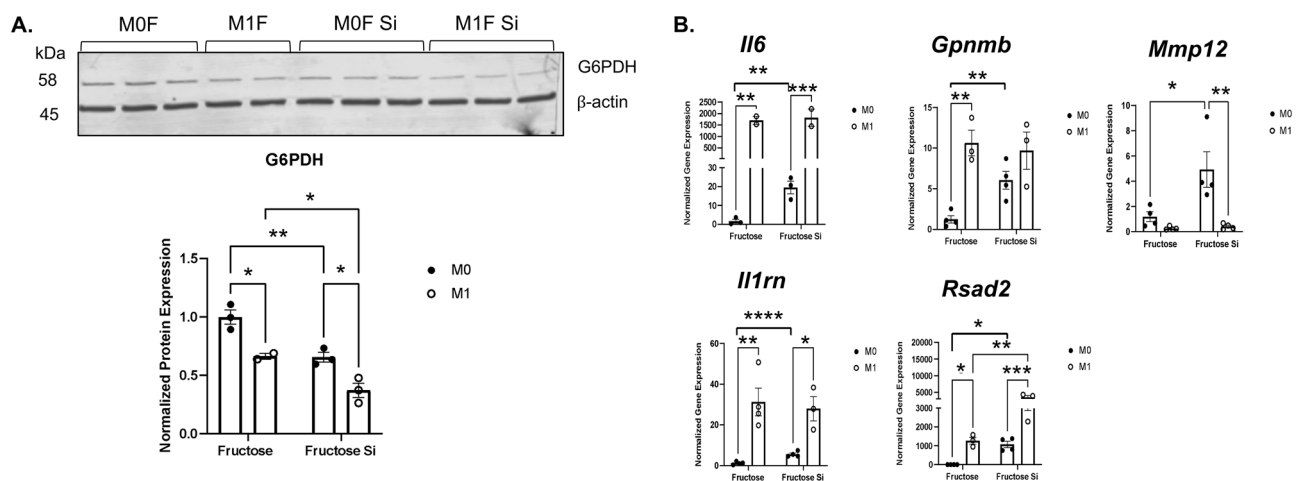 A.
M0F M1F M0F Si M1F Si
kDa
58
45
G6PDH
β-actin
G6PDH
Normalized Protein Expression
1.5
1.0
0.5
0.0
*
**
*
*
M0
M1
Fructose Fructose Si
B.
Il6
Normalized Gene Expression
2500
2000
1500
1000
500
40
20
0
**
**
***
M0
M1
Fructose Fructose Si
Gpnmb
Normalized Gene Expression
15
10
5
0
**
**
M0
M1
Fructose Fructose Si
Mmp12
Normalized Gene Expression
10
8
6
4
2
0
*
**
M0
M1
Fructose Fructose Si
Il1rn
Normalized Gene Expression
60
40
20
0
****
**
*
M0
M1
Fructose Fructose Si
Rsad2
Normalized Gene Expression
20000
15000
10000
5000
3000
2000
1000
0
*
**
*
***
M0
M1
Fructose Fructose Si